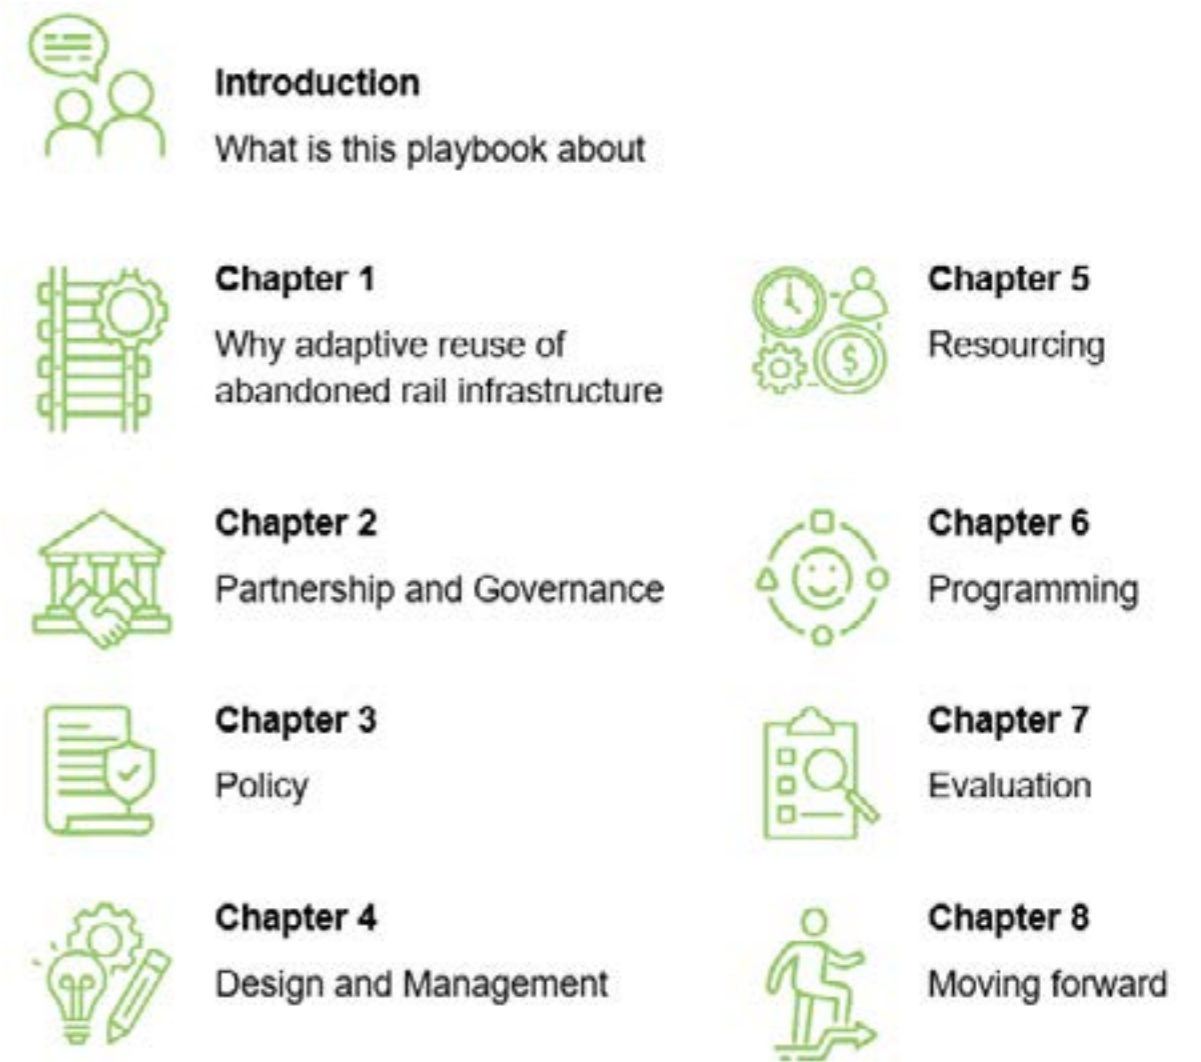 Introduction
What is this playbook about
Chapter 1
Why adaptive reuse of
abandoned rail infrastructure
Chapter 2
Partnership and Governance
Chapter 3
Policy
Chapter 4
Design and Management
Chapter 5
Resourcing
$
Chapter 6
Programming
Chapter 7
Evaluation
Chapter 8
Moving forward